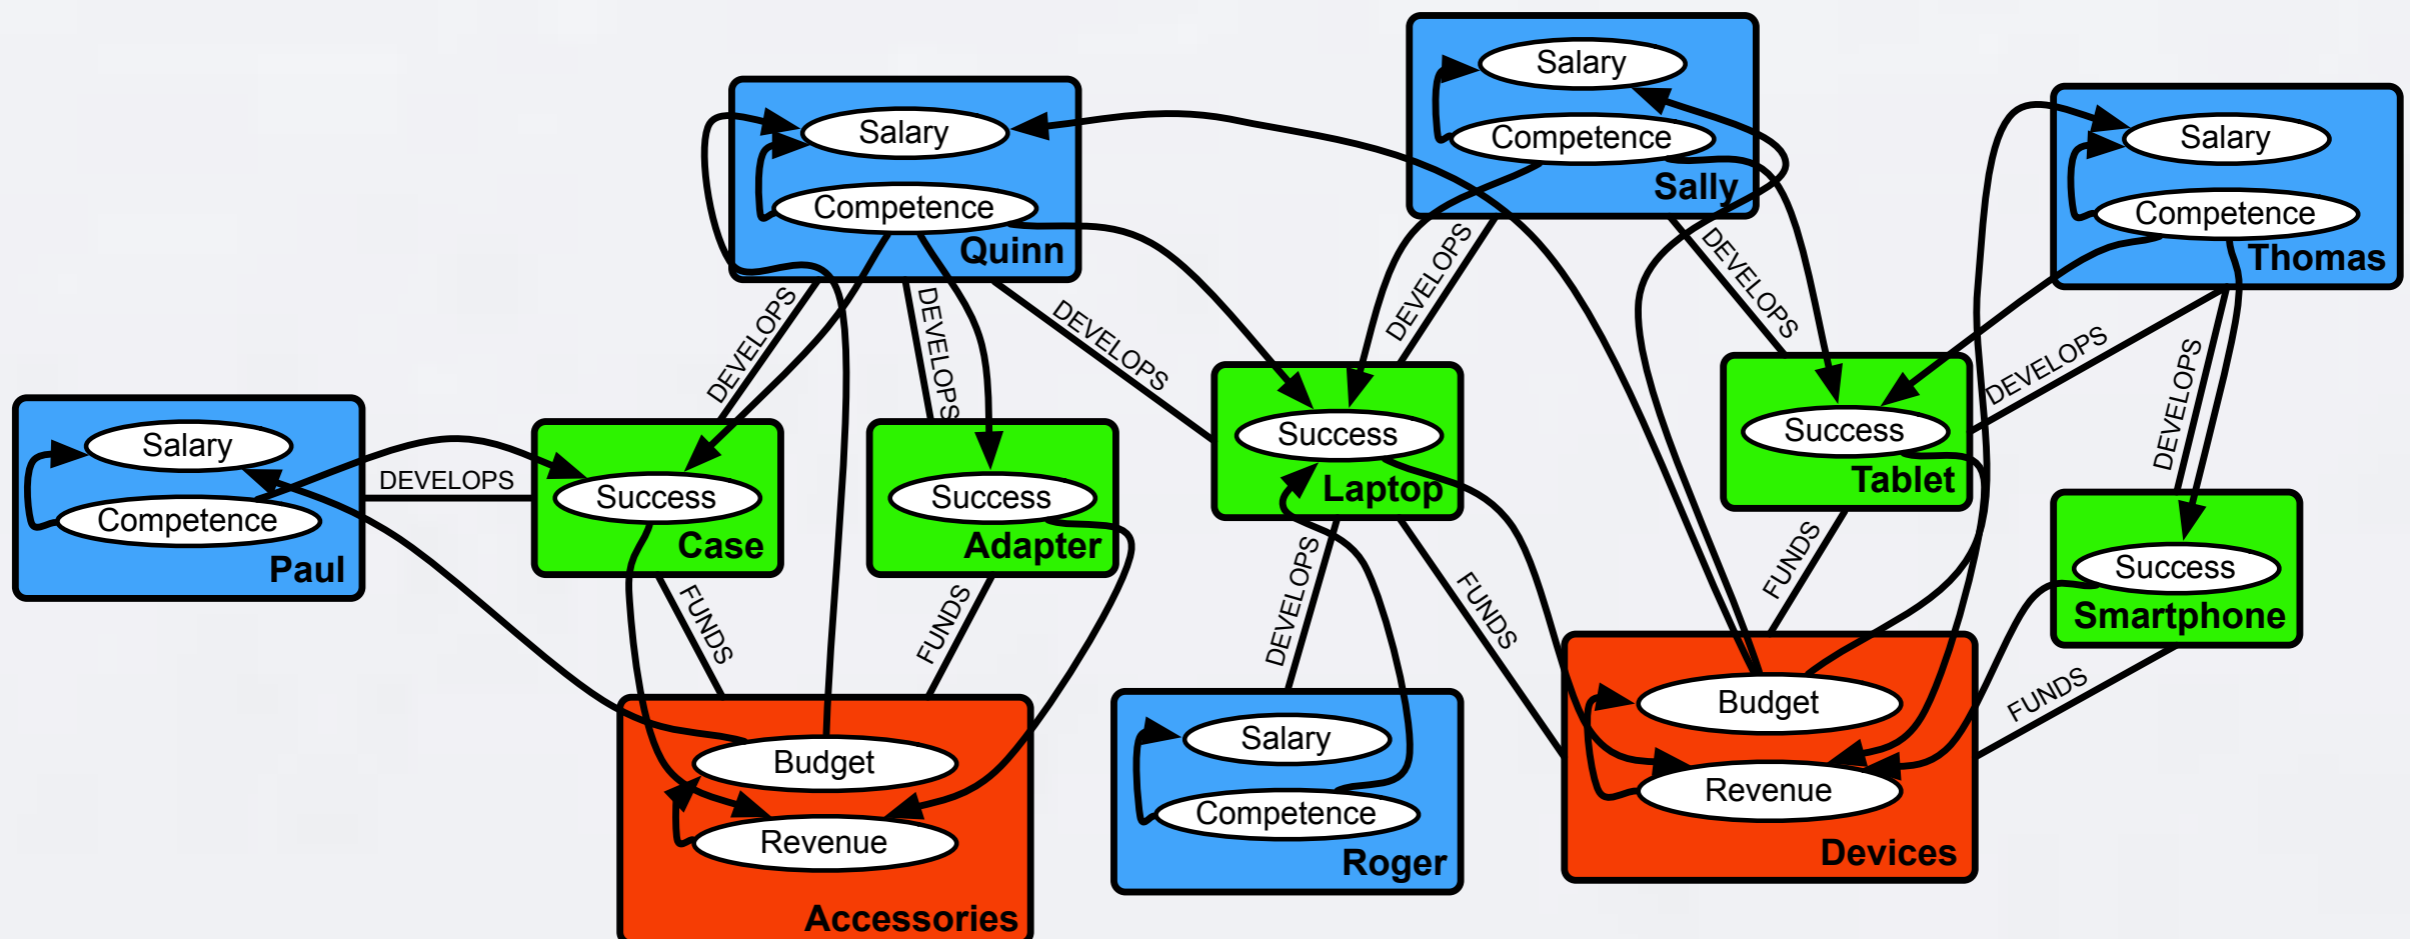 Salary
Competence
Sally
Salary
Competence
Quinn
Salary
Competence
Thomas
DEVELOPS
DEVELOPS
DEVELOPS
DEVELOPS
DEVELOPS
DEVELOPS
DEVELOPS
Salary
Competence
Paul
DEVELOPS
Success
Case
Success
Adapter
Success
Laptop
Success
Tablet
Success
Smartphone
FUNDS
FUNDS
DEVELOPS
FUNDS
FUNDS
FUNDS
Budget
Revenue
Accessories
Salary
Competence
Roger
Budget
Revenue
Devices